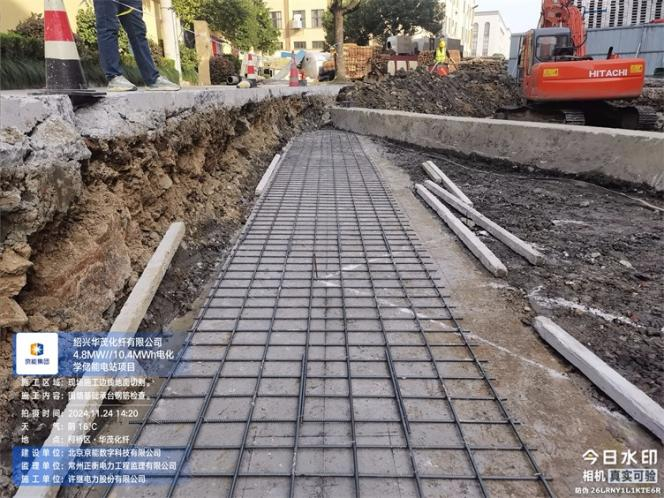 HITACHI
京能集团
绍兴华茂化纤有限公司
4.8MW//10.4MWh电化
学储能电站项目
施工区域：现场施工边线地面切割。
施工内容：围墙基础承台钢筋检查。
拍摄时间：2024.11.24 14:20
天    气：阴 16℃
地    点：柯桥区·华茂化纤
建设单位：北京京能数字科技有限公司
监理单位：常州正衡电力工程监理有限公司
施工单位：许继电力股份有限公司
今日水印
相机 真实可验
防伪 26LRNY1L1KTE6R